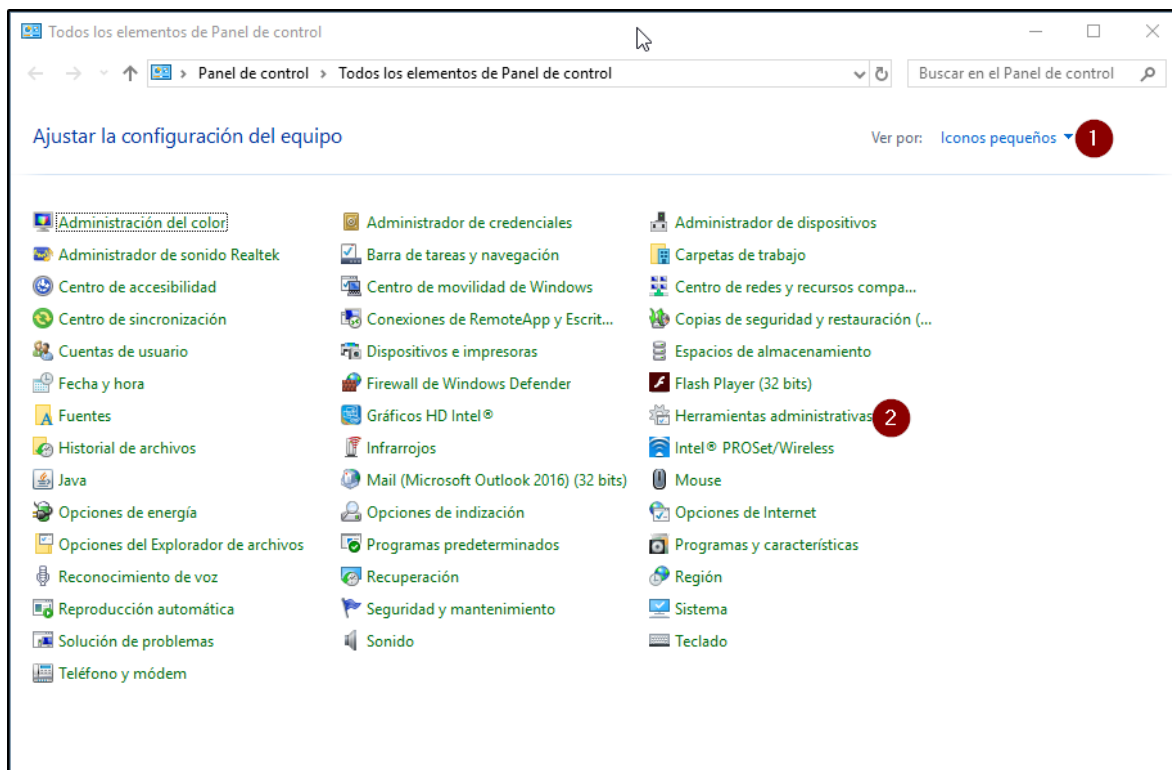 Todos los elementos de Panel de control
Panel de control > Todos los elementos de Panel de control
Buscar en el Panel de control
Ajustar la configuración del equipo
Ver por: Iconos pequeños 1
Administración del color
Administrador de credenciales
Administrador de dispositivos
Administrador de sonido Realtek
Barra de tareas y navegación
Carpetas de trabajo
Centro de accesibilidad
Centro de movilidad de Windows
Centro de redes y recursos compa...
Centro de sincronización
Conexiones de RemoteApp y Escrit...
Copias de seguridad y restauración (...
Cuentas de usuario
Dispositivos e impresoras
Espacios de almacenamiento
Fecha y hora
Firewall de Windows Defender
Flash Player (32 bits)
Fuentes
Gráficos HD Intel®
Herramientas administrativas 2
Historial de archivos
Infrarrojos
Intel® PROSet/Wireless
Java
Mail (Microsoft Outlook 2016) (32 bits)
Mouse
Opciones de energía
Opciones de indización
Opciones de Internet
Opciones del Explorador de archivos
Programas predeterminados
Programas y características
Reconocimiento de voz
Recuperación
Región
Reproducción automática
Seguridad y mantenimiento
Sistema
Solución de problemas
Sonido
Teclado
Teléfono y módem